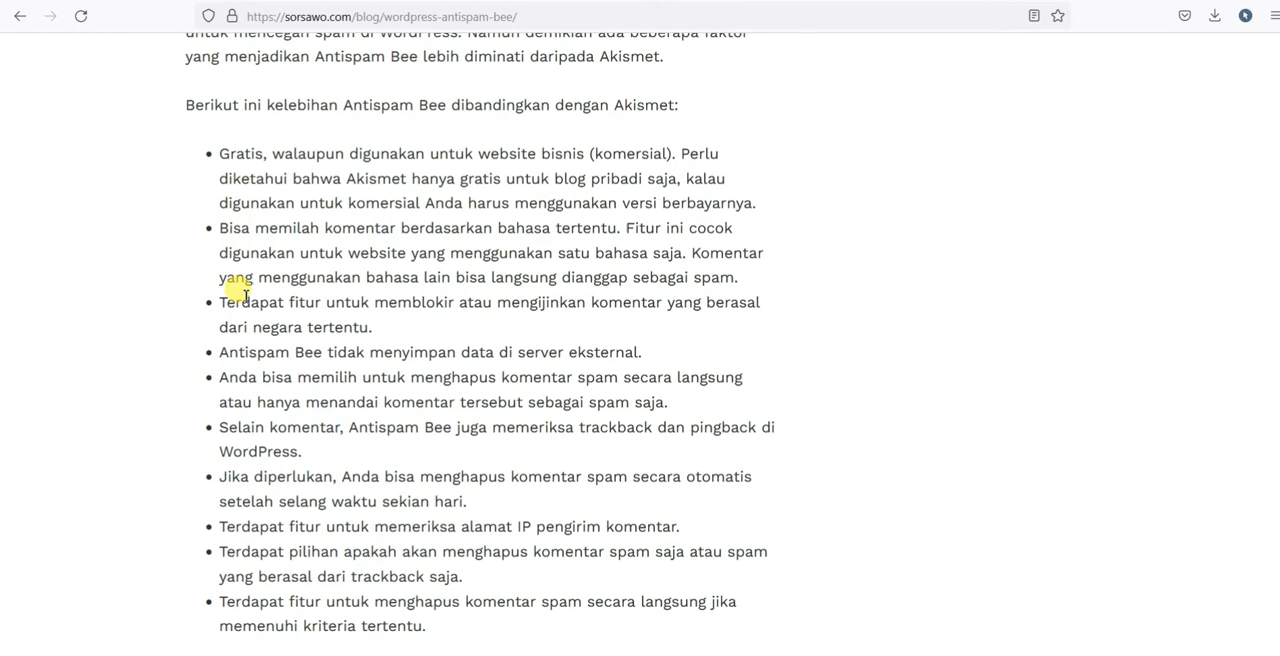 https://sorsawo.com/blog/wordpress-antispam-bee/
untuk mencegah spam di WordPress. Namun demikian ada beberapa faktor
yang menjadikan Antispam Bee lebih diminati daripada Akismet.
Berikut ini kelebihan Antispam Bee dibandingkan dengan Akismet:
• Gratis, walaupun digunakan untuk website bisnis (komersial). Perlu
diketahui bahwa Akismet hanya gratis untuk blog pribadi saja, kalau
digunakan untuk komersial Anda harus menggunakan versi berbayarnya.
• Bisa memilah komentar berdasarkan bahasa tertentu. Fitur ini cocok
digunakan untuk website yang menggunakan satu bahasa saja. Komentar
yang menggunakan bahasa lain bisa langsung dianggap sebagai spam.
• Terdapat fitur untuk memblokir atau mengijinkan komentar yang berasal
dari negara tertentu.
• Antispam Bee tidak menyimpan data di server eksternal.
• Anda bisa memilih untuk menghapus komentar spam secara langsung
atau hanya menandai komentar tersebut sebagai spam saja.
• Selain komentar, Antispam Bee juga memeriksa trackback dan pingback di
WordPress.
• Jika diperlukan, Anda bisa menghapus komentar spam secara otomatis
setelah selang waktu sekian hari.
• Terdapat fitur untuk memeriksa alamat IP pengirim komentar.
• Terdapat pilihan apakah akan menghapus komentar spam saja atau spam
yang berasal dari trackback saja.
• Terdapat fitur untuk menghapus komentar spam secara langsung jika
memenuhi kriteria tertentu.